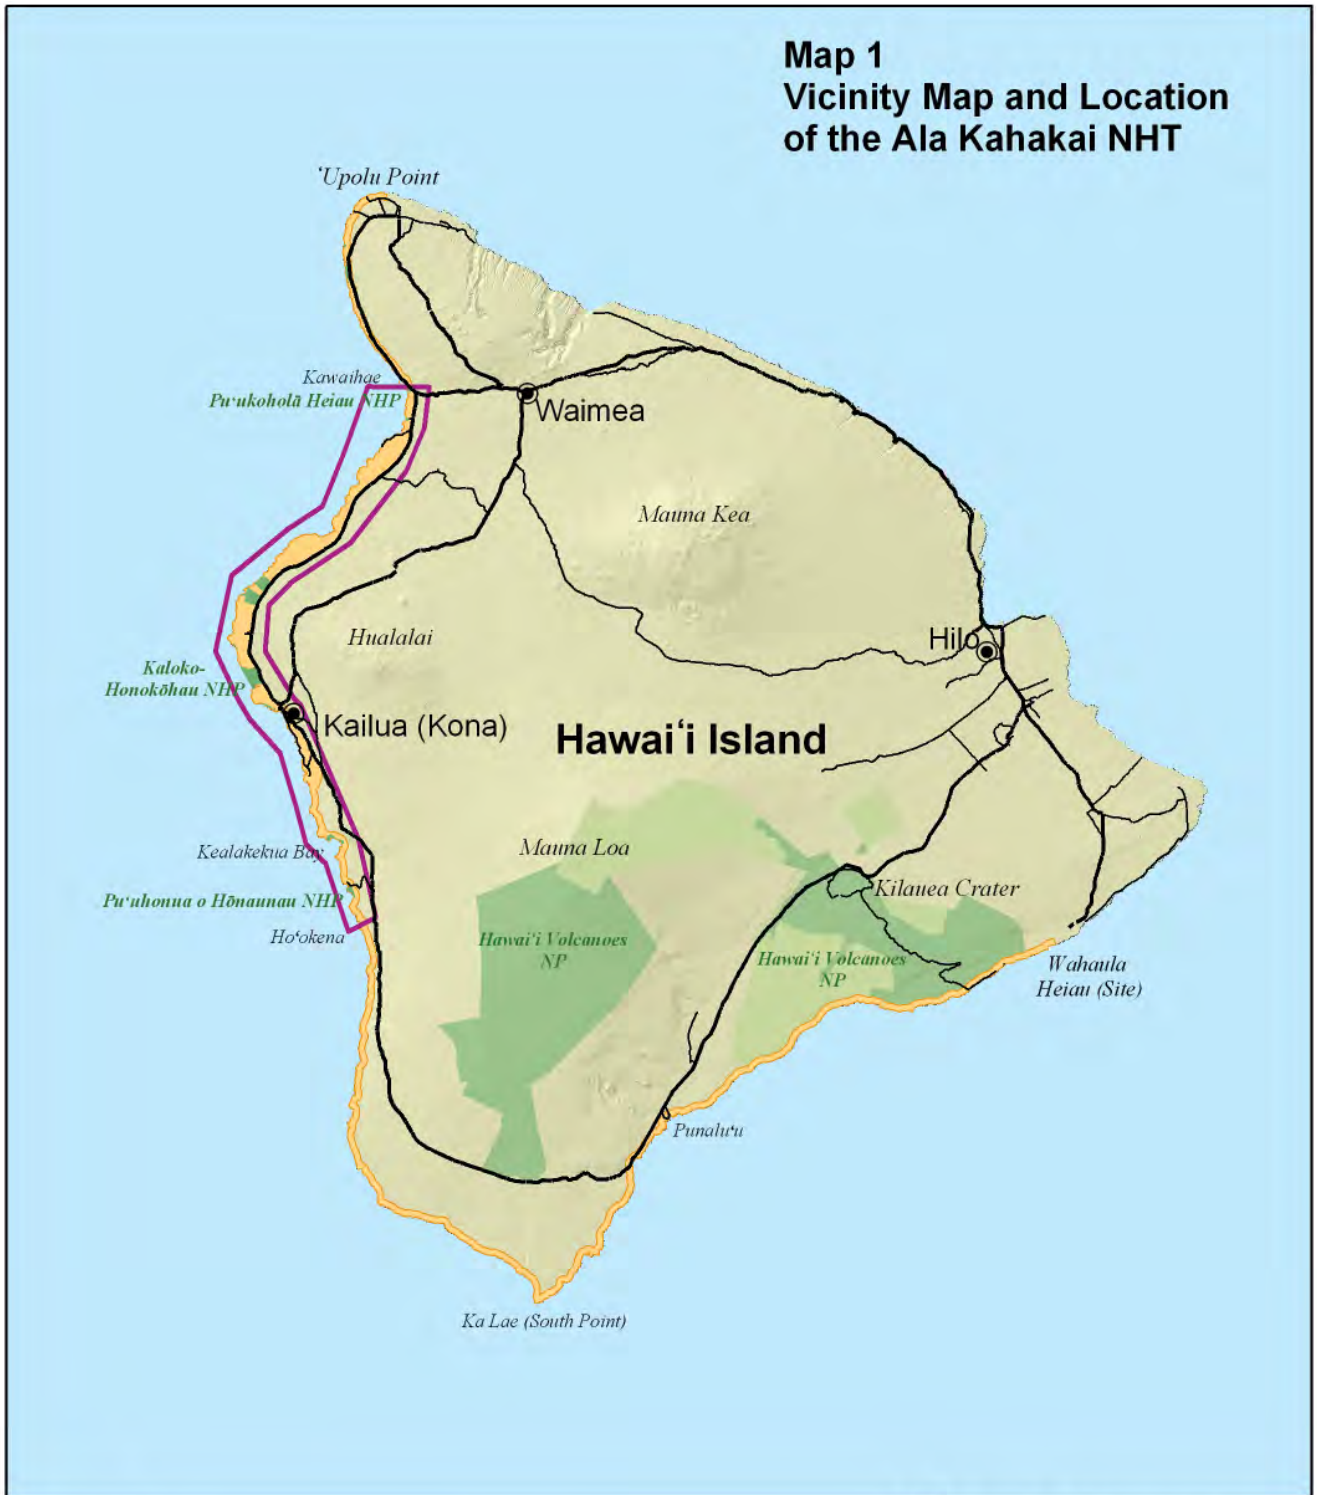 Map 1
Vicinity Map and Location
of the Ala Kahakai NHT
ʻUpolu Point
Kawaihae
Puʻukoholā Heiau NHP
Waimea
Mauna Kea
Hualalai
Hilo
Kaloko-
Honokōhau NHP
Kailua (Kona)
Hawaiʻi Island
Mauna Loa
Kealakekua Bay
Kilauea Crater
Puʻuhonua o Hōnaunau NHP
Hoʻokena
Hawaiʻi Volcanoes
NP
Hawaiʻi Volcanoes
NP
Wahaula
Heiau (Site)
Punaluʻu
Ka Lae (South Point)